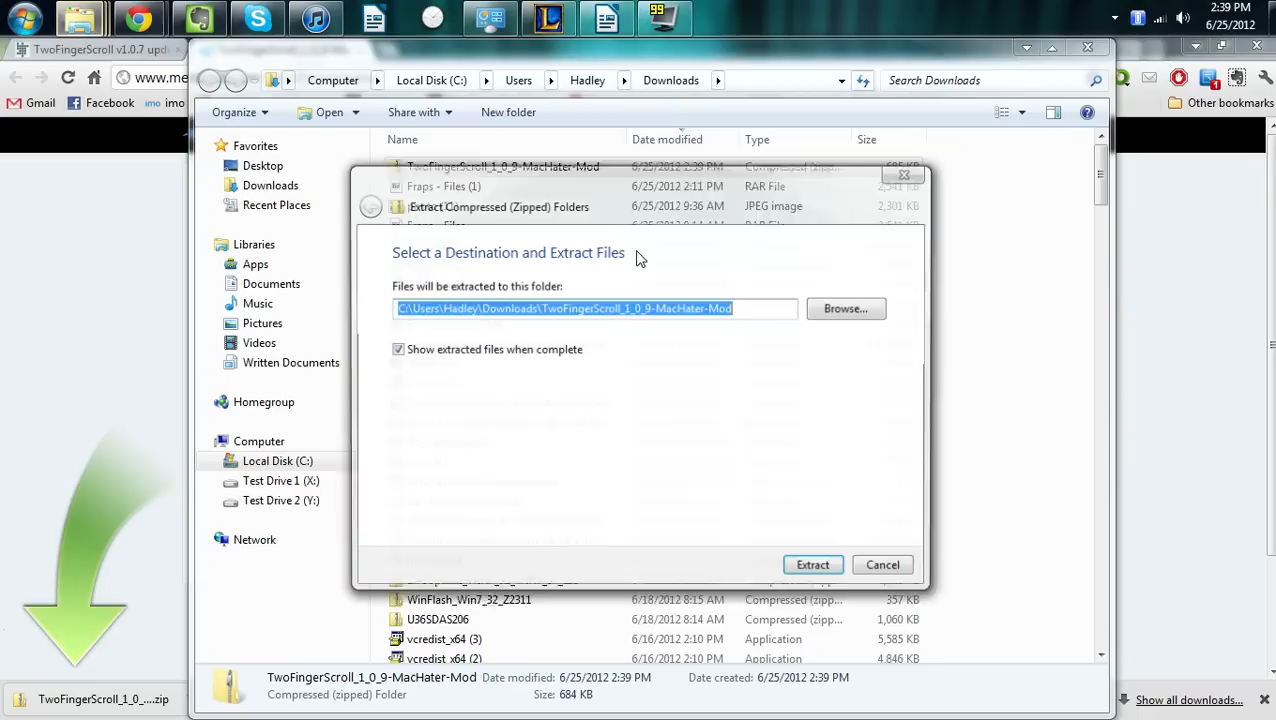 99
2:39 PM
6/25/2012
TwoFingerScroll v1.0.7 upd
www.me
Gmail
Facebook
imo
1
Other bookmarks
Computer
Local Disk (C:)
Users
Hadley
Downloads
Search Downloads
Organize
Open
Share with
New folder
Name
Date modified
Type
Size
Favorites
Desktop
Downloads
Recent Places
Libraries
Apps
Documents
Music
Pictures
Videos
Written Documents
Homegroup
Computer
Local Disk (C:)
Test Drive 1 (X:)
Test Drive 2 (Y:)
Network
TwoFingerScroll_1_0_9-MacHater-Mod 6/25/2012 2:39 PM Compressed (zipp... 685 KB
Fraps - Files (1) 6/25/2012 2:11 PM RAR File 2,341 KB
6/25/2012 9:36 AM JPEG image
Extract Compressed (Zipped) Folders
Select a Destination and Extract Files
Files will be extracted to this folder:
C:\Users\Hadley\Downloads\TwoFingerScroll_1_0_9-MacHater-Mod
Browse...
Show extracted files when complete
Extract
Cancel
WinFlash_Win7_32_Z2311 6/18/2012 8:15 AM Compressed (zipp... 357 KB
U36SDAS206 6/18/2012 8:14 AM Compressed (zipp... 1,060 KB
vcredist_x64 (3) 6/16/2012 2:10 PM Application 5,585 KB
vcredist_x64 (2) 6/16/2012 2:10 PM Application 4,846 KB
TwoFingerScroll_1_0_9-MacHater-Mod Date modified: 6/25/2012 2:39 PM Date created: 6/25/2012 2:39 PM
Compressed (zipped) Folder Size: 684 KB
TwoFingerScroll_1_0_....zip
Show all downloads...